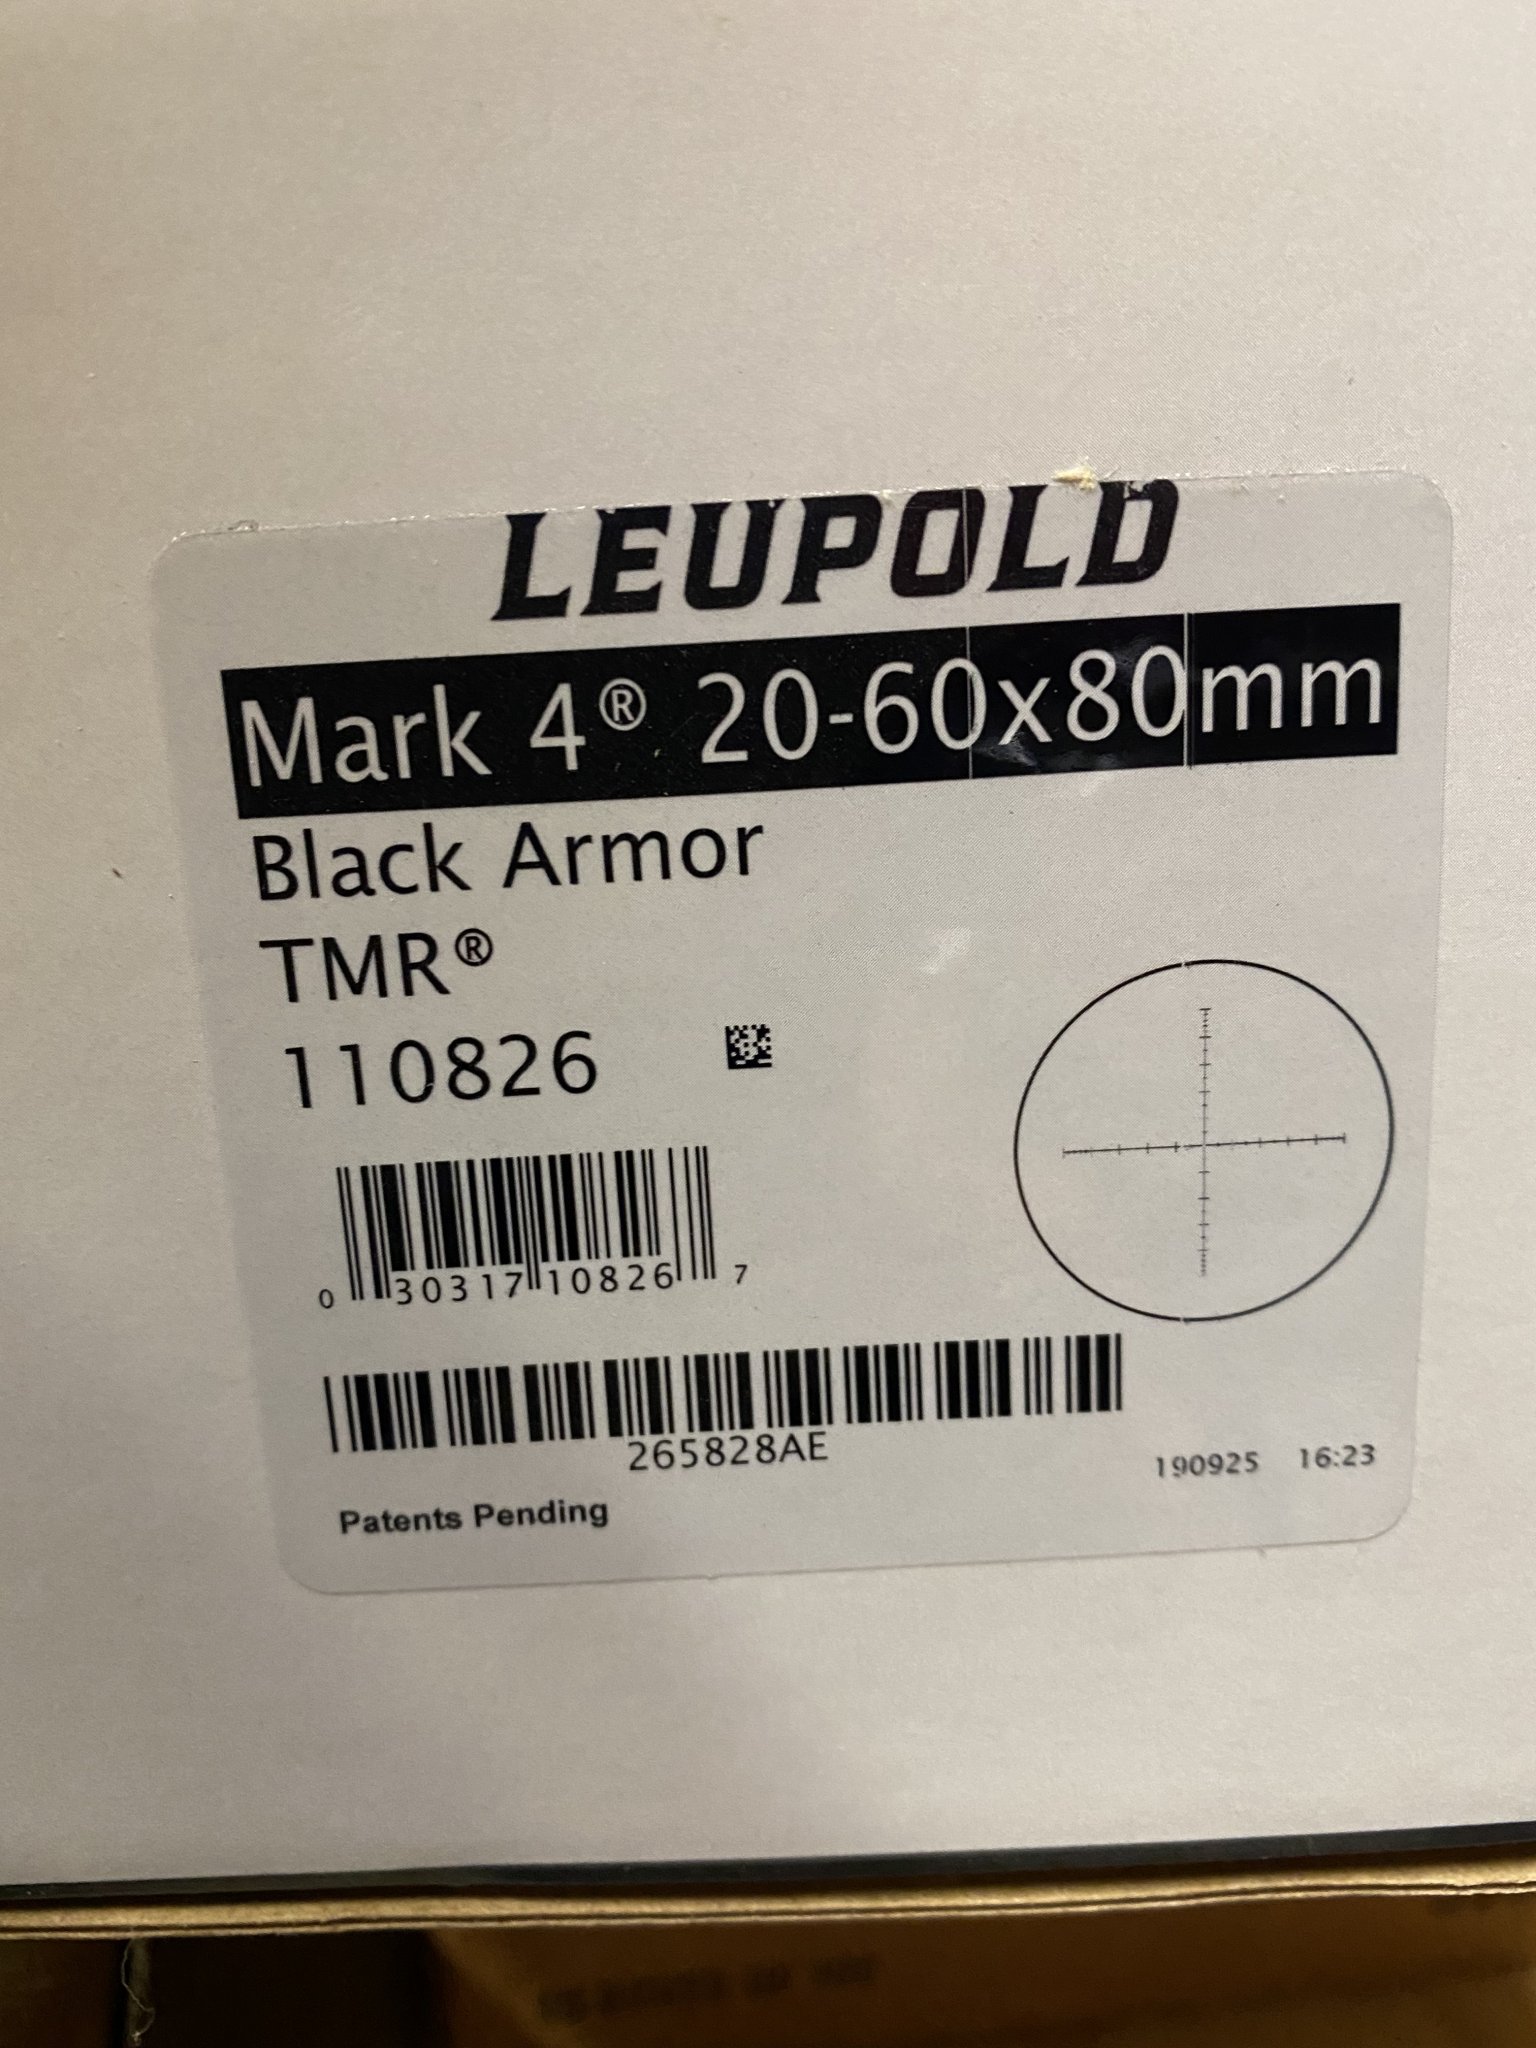 LEUPOLD
Mark 4® 20-60x80mm
Black Armor
TMR®
110826
0 30317 10826 7
265828AE
190925 16:23
Patents Pending